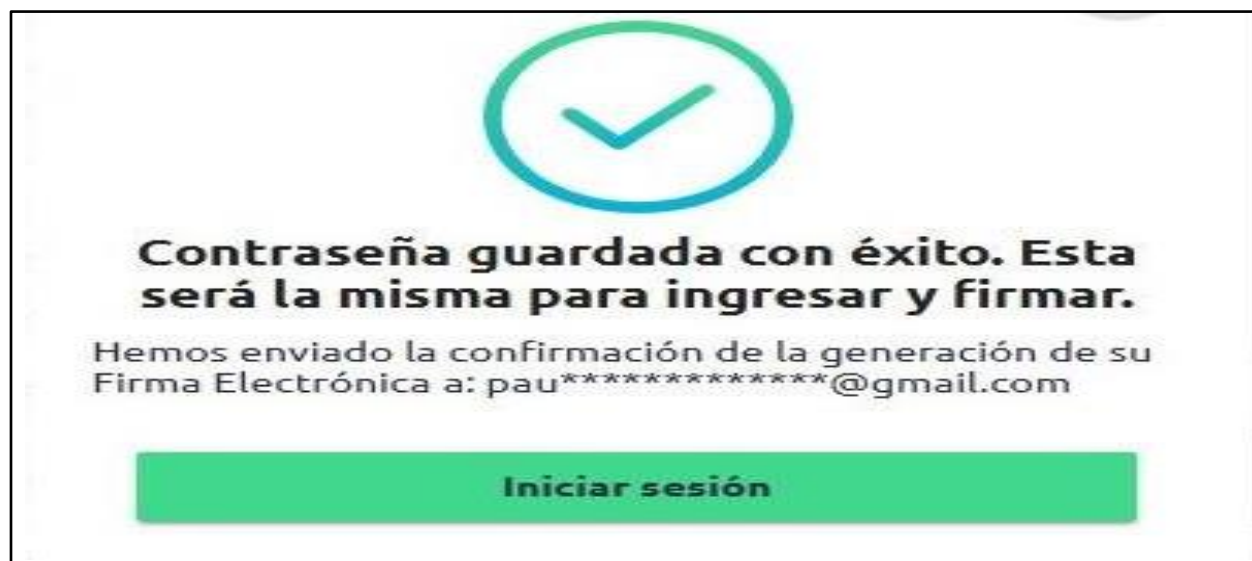 Contraseña guardada con éxito. Esta
será la misma para ingresar y firmar.
Hemos enviado la confirmación de la generación de su
Firma Electrónica a: pau*************@gmail.com
Iniciar sesión